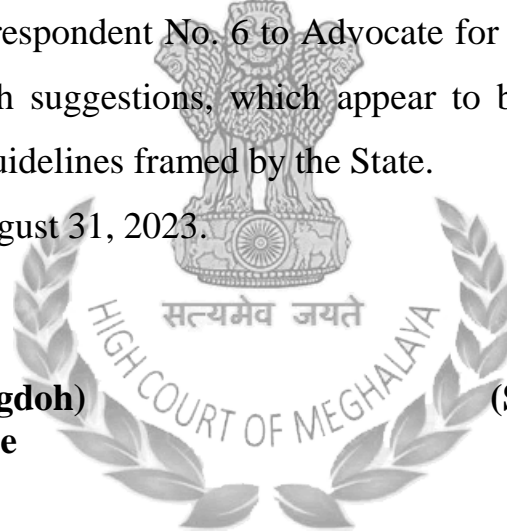 respondent No. 6 to Advocate for
h suggestions, which appear to b
uidelines framed by the State.
gust 31, 2023.
सत्यमेव जयते
HIGH COURT OF MEGHALAYA
gdoh) (S
e